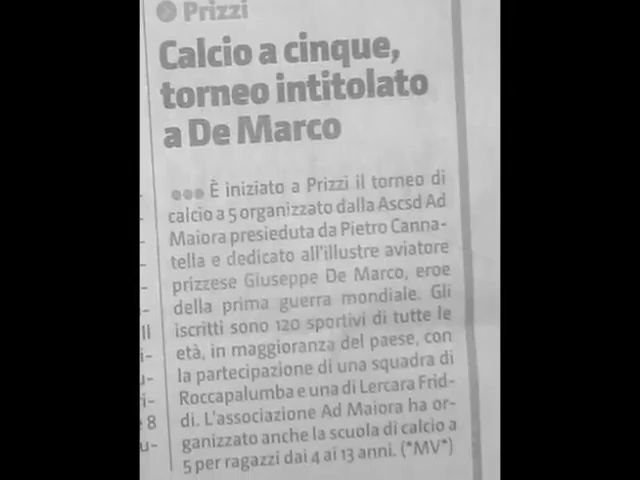 Prizzi
Calcio a cinque,
torneo intitolato
a De Marco
●●● È iniziato a Prizzi il torneo di
calcio a 5 organizzato dalla Ascsd Ad
Maiora presieduta da Pietro Canna-
tella e dedicato all'illustre aviatore
prizzese Giuseppe De Marco, eroe
della prima guerra mondiale. Gli
iscritti sono 120 sportivi di tutte le
età, in maggioranza del paese, con
la partecipazione di una squadra di
Roccapalumba e una di Lercara Frid-
di. L'associazione Ad Maiora ha or-
ganizzato anche la scuola di calcio a
5 per ragazzi dai 4 ai 13 anni. (*MV*)